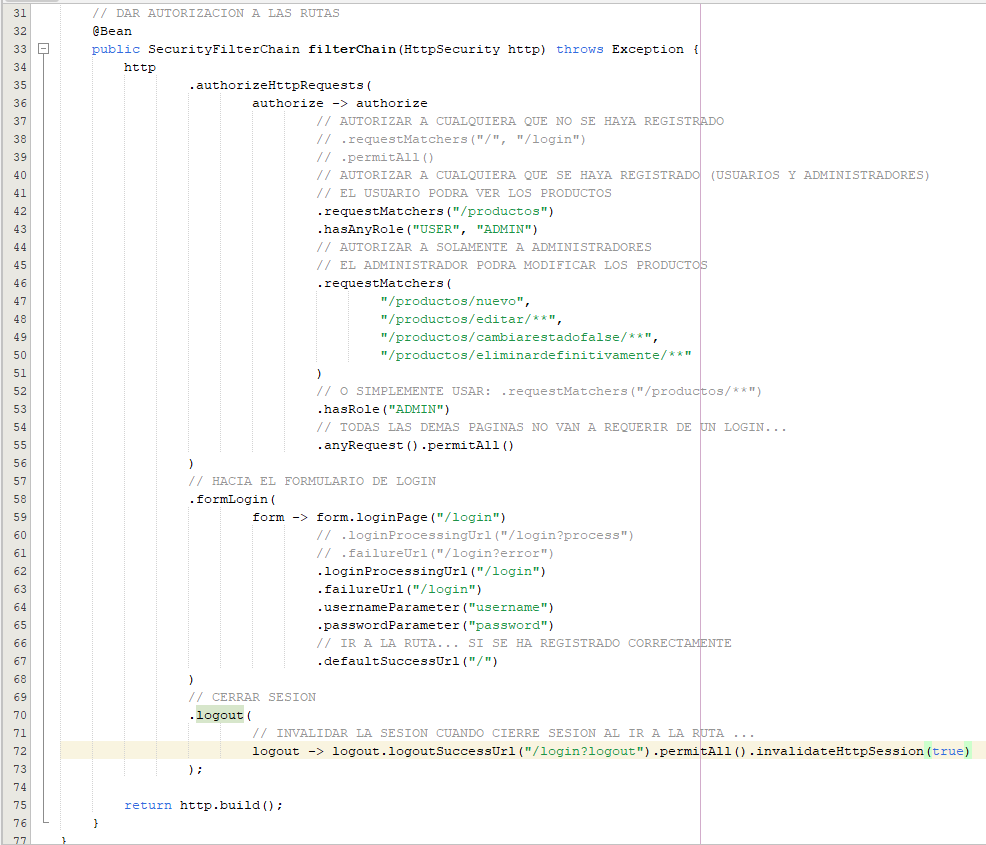 31 // DAR AUTORIZACION A LAS RUTAS
32 @Bean
33 public SecurityFilterChain filterChain(HttpSecurity http) throws Exception {
34 http
35 .authorizeHttpRequests(
36 authorize -> authorize
37 // AUTORIZAR A CUALQUIERA QUE NO SE HAYA REGISTRADO
38 // .requestMatchers("/", "/login")
39 // .permitAll()
40 // AUTORIZAR A CUALQUIERA QUE SE HAYA REGISTRADO (USUARIOS Y ADMINISTRADORES)
41 // EL USUARIO PODRA VER LOS PRODUCTOS
42 .requestMatchers("/productos")
43 .hasAnyRole("USER", "ADMIN")
44 // AUTORIZAR A SOLAMENTE A ADMINISTRADORES
45 // EL ADMINISTRADOR PODRA MODIFICAR LOS PRODUCTOS
46 .requestMatchers(
47 "/productos/nuevo",
48 "/productos/editar/**",
49 "/productos/cambiarestadofalse/**",
50 "/productos/eliminardefinitivamente/**"
51 )
52 // O SIMPLEMENTE USAR: .requestMatchers("/productos/**")
53 .hasRole("ADMIN")
54 // TODAS LAS DEMAS PAGINAS NO VAN A REQUERIR DE UN LOGIN...
55 .anyRequest().permitAll()
56 )
57 // HACIA EL FORMULARIO DE LOGIN
58 .formLogin(
59 form -> form.loginPage("/login")
60 // .loginProcessingUrl("/login?process")
61 // .failureUrl("/login?error")
62 .loginProcessingUrl("/login")
63 .failureUrl("/login")
64 .usernameParameter("username")
65 .passwordParameter("password")
66 // IR A LA RUTA... SI SE HA REGISTRADO CORRECTAMENTE
67 .defaultSuccessUrl("/")
68 )
69 // CERRAR SESION
70 .logout(
71 // INVALIDAR LA SESION CUANDO CIERRE SESION AL IR A LA RUTA ...
72 logout -> logout.logoutSuccessUrl("/login?logout").permitAll().invalidateHttpSession(true)
73 );
74
75 return http.build();
76 }
77 }